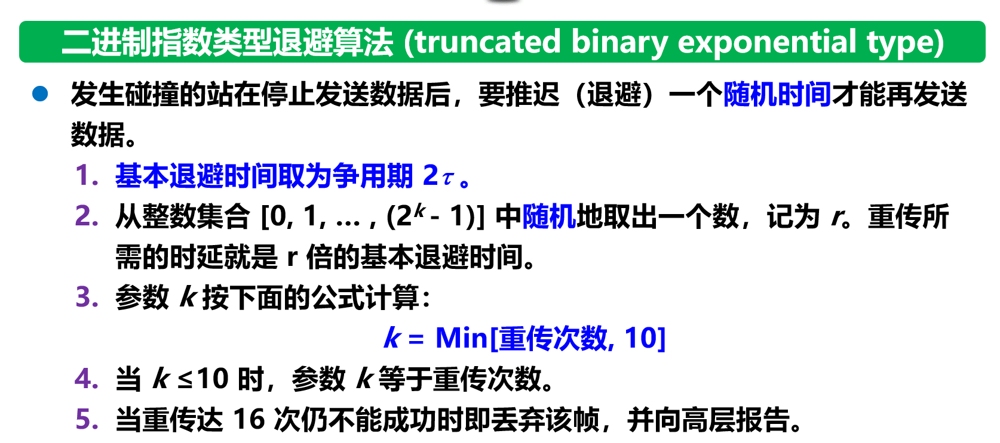 二进制指数类型退避算法 (truncated binary exponential type)
发生碰撞的站在停止发送数据后，要推迟（退避）一个随机时间才能再发送
数据。
1. 基本退避时间取为争用期 2τ。
2. 从整数集合 [0, 1, … , (2ᵏ - 1)] 中随机地取出一个数，记为 r。重传所
需的时延就是 r 倍的基本退避时间。
3. 参数 k 按下面的公式计算：
k = Min[重传次数, 10]
4. 当 k ≤10 时，参数 k 等于重传次数。
5. 当重传达 16 次仍不能成功时即丢弃该帧，并向高层报告。